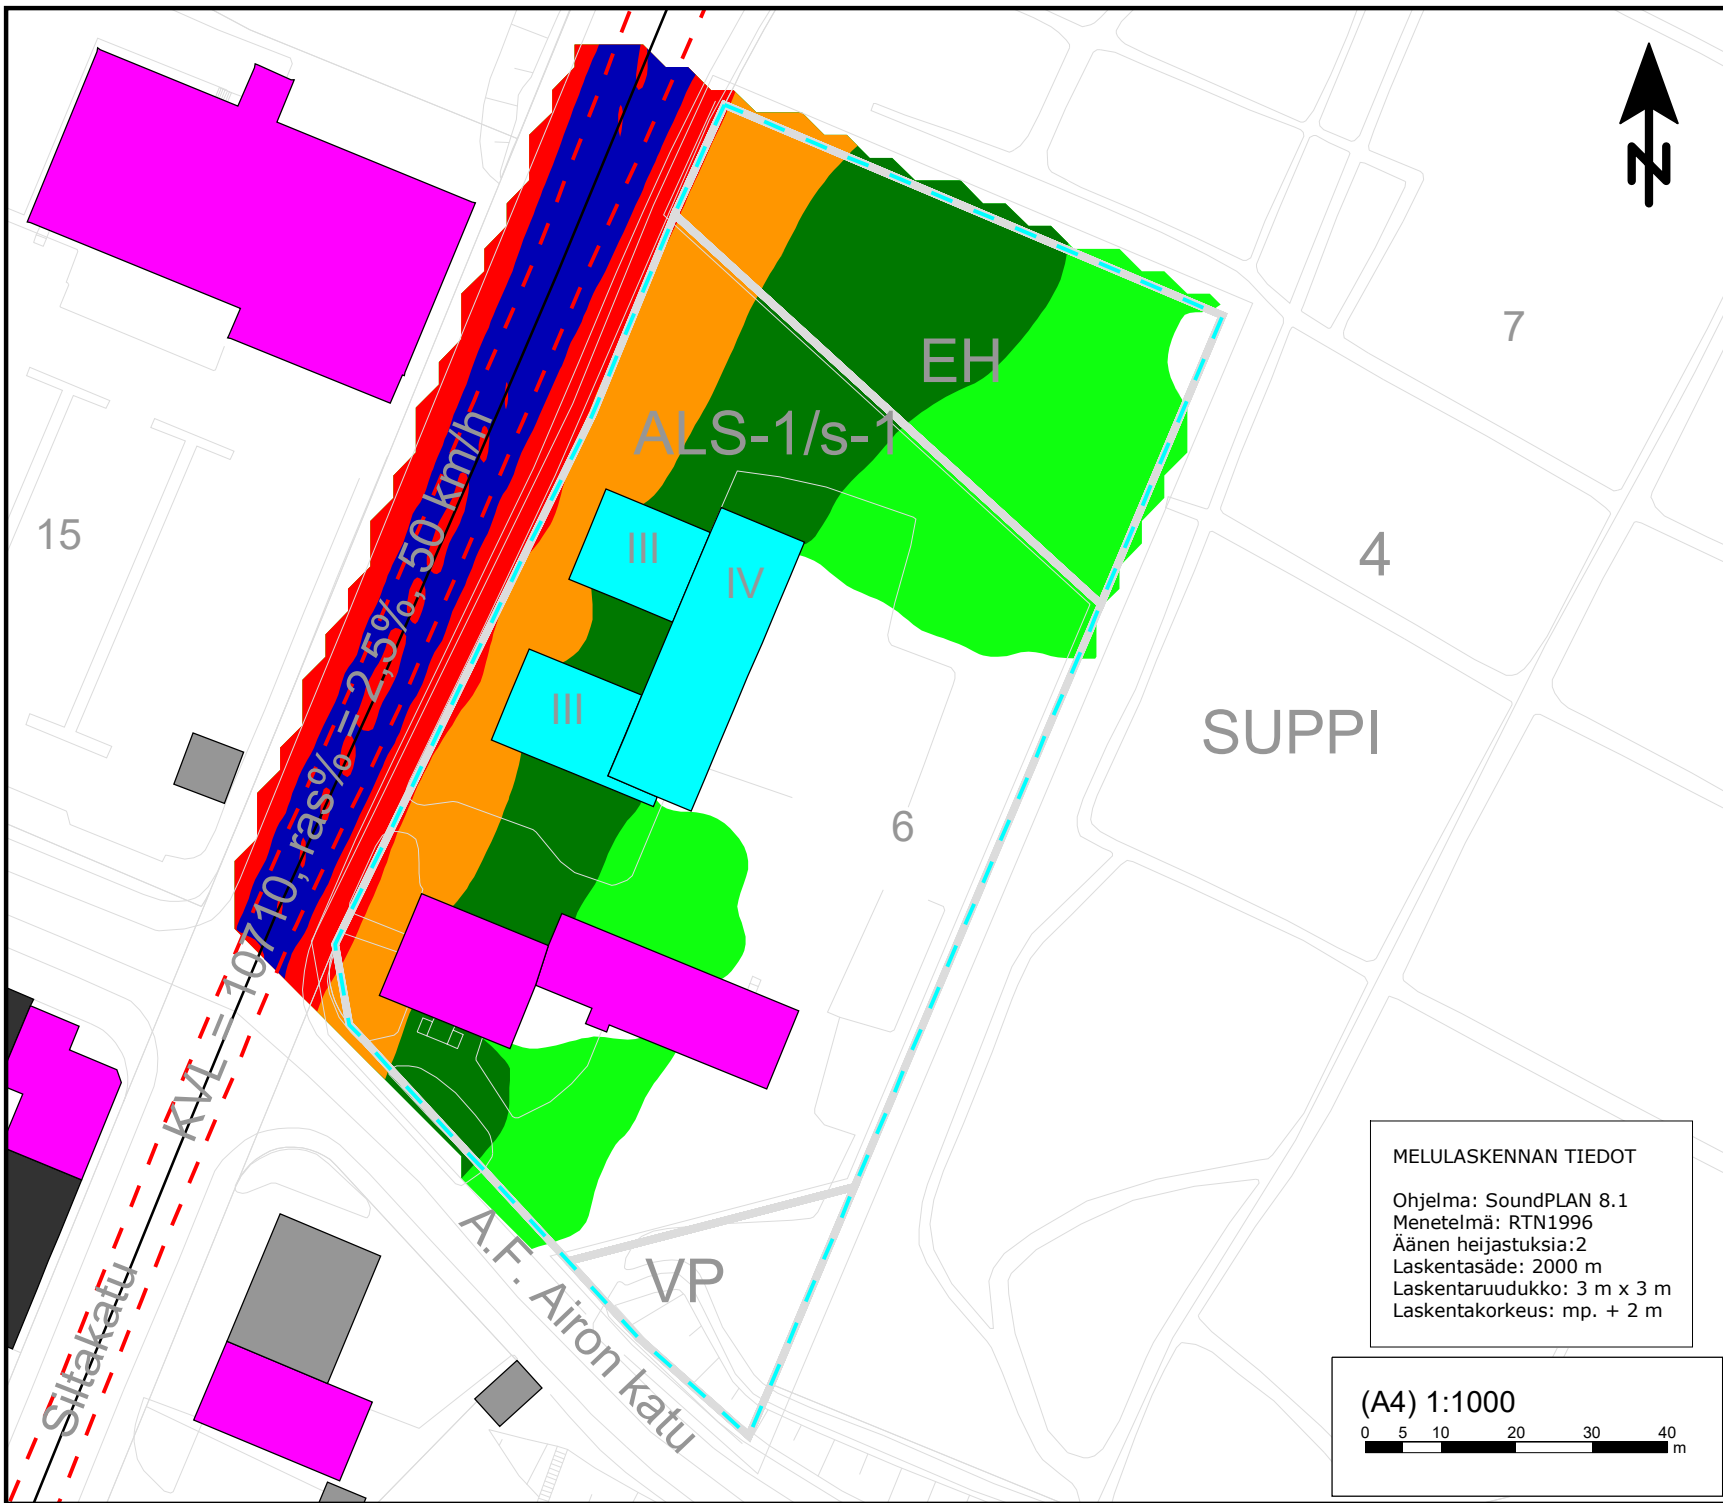 N
7
EH
ALS-1/s-1
15
III
IV
4
III
SUPPI
6
KVL = 10710, ras% = 2,5%, 50 km/h
Siltakatu
A.F. Airon katu
VP
MELULASKENNAN TIEDOT
Ohjelma: SoundPLAN 8.1
Menetelmä: RTN1996
Äänen heijastuksia:2
Laskentasäde: 2000 m
Laskentaruudukko: 3 m x 3 m
Laskentakorkeus: mp. + 2 m
(A4) 1:1000
0 5 10 20 30 40
m